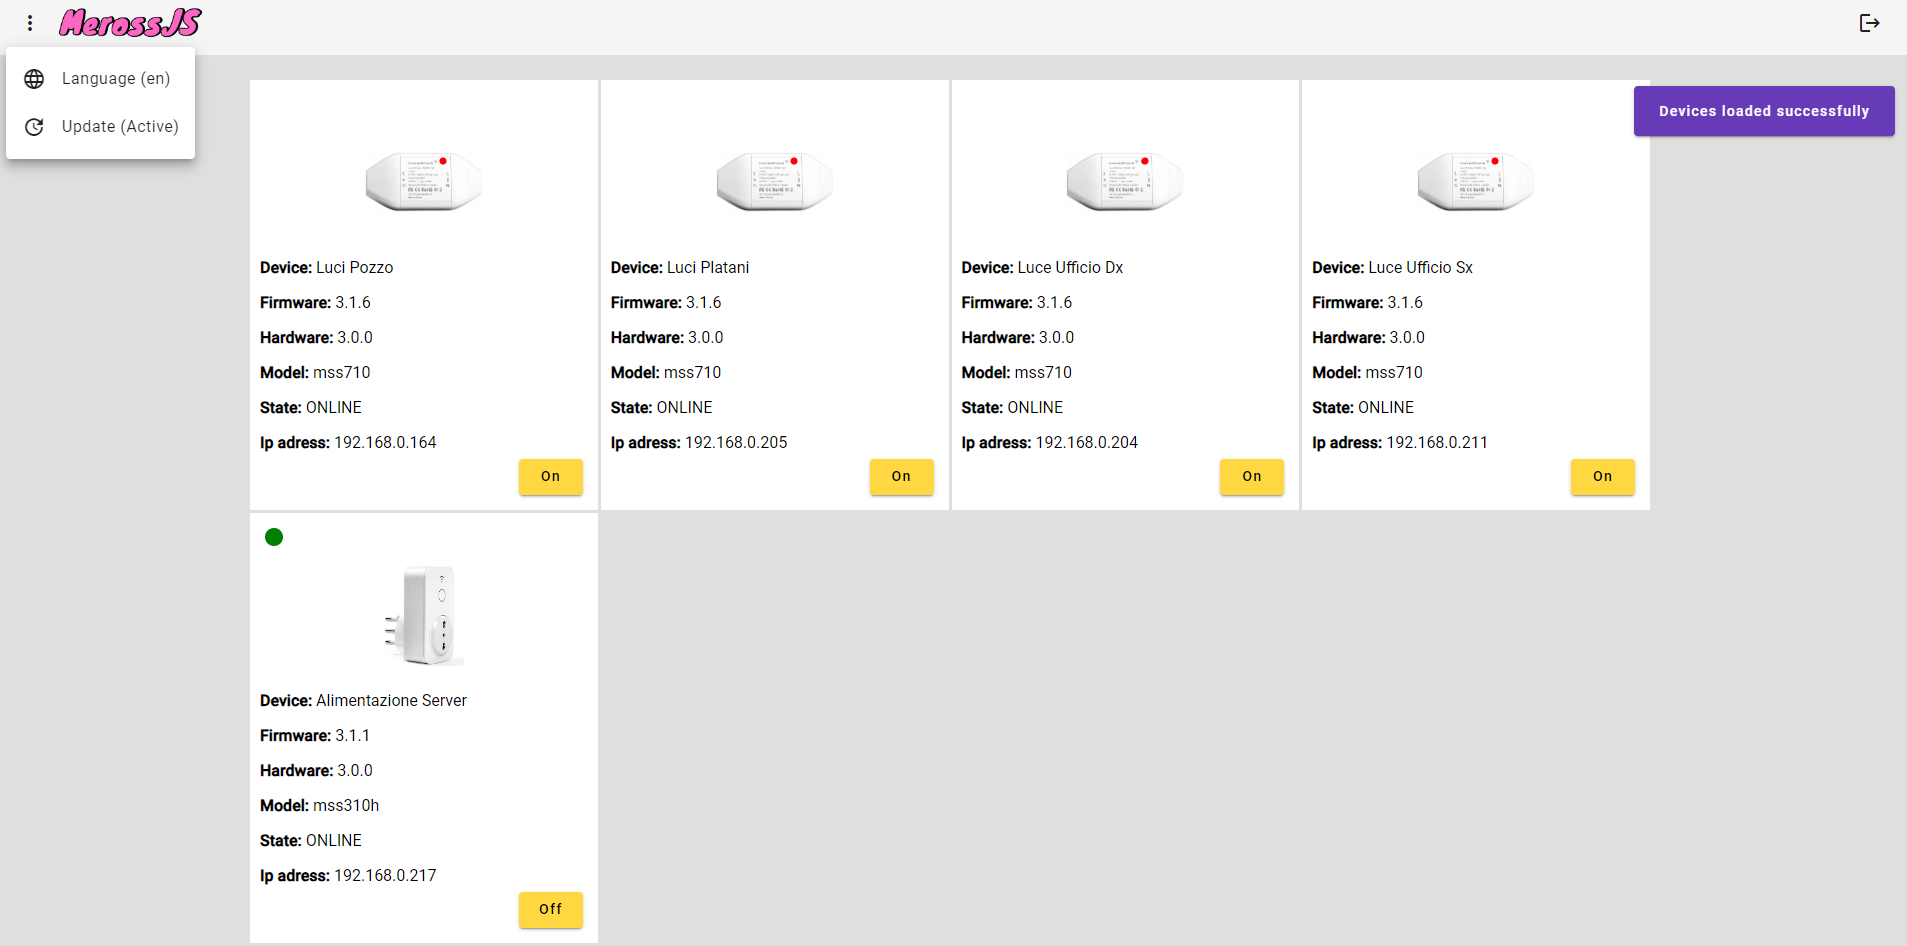 MerossJS
Language (en)
Update (Active)
Devices loaded successfully
Device: Luci Pozzo
Firmware: 3.1.6
Hardware: 3.0.0
Model: mss710
State: ONLINE
Ip adress: 192.168.0.164
On
Device: Luci Platani
Firmware: 3.1.6
Hardware: 3.0.0
Model: mss710
State: ONLINE
Ip adress: 192.168.0.205
On
Device: Luce Ufficio Dx
Firmware: 3.1.6
Hardware: 3.0.0
Model: mss710
State: ONLINE
Ip adress: 192.168.0.204
On
Device: Luce Ufficio Sx
Firmware: 3.1.6
Hardware: 3.0.0
Model: mss710
State: ONLINE
Ip adress: 192.168.0.211
On
Device: Alimentazione Server
Firmware: 3.1.1
Hardware: 3.0.0
Model: mss310h
State: ONLINE
Ip adress: 192.168.0.217
Off